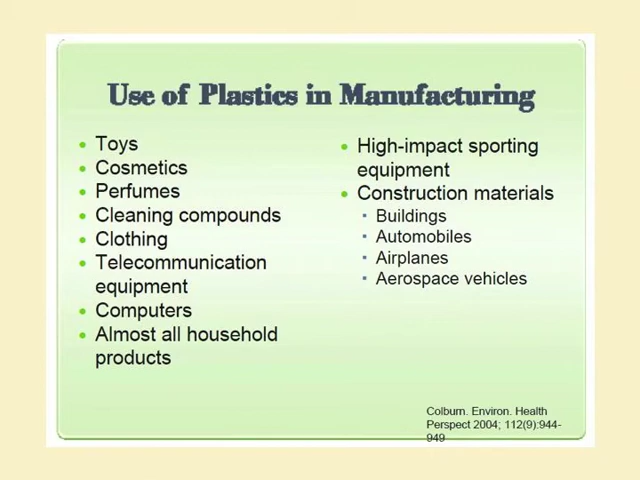 Use of Plastics in Manufacturing
Toys
Cosmetics
Perfumes
Cleaning compounds
Clothing
Telecommunication
equipment
Computers
Almost all household
products
High-impact sporting
equipment
Construction materials
Buildings
Automobiles
Airplanes
Aerospace vehicles
Colburn. Environ. Health
Perspect 2004; 112(9):944-
949